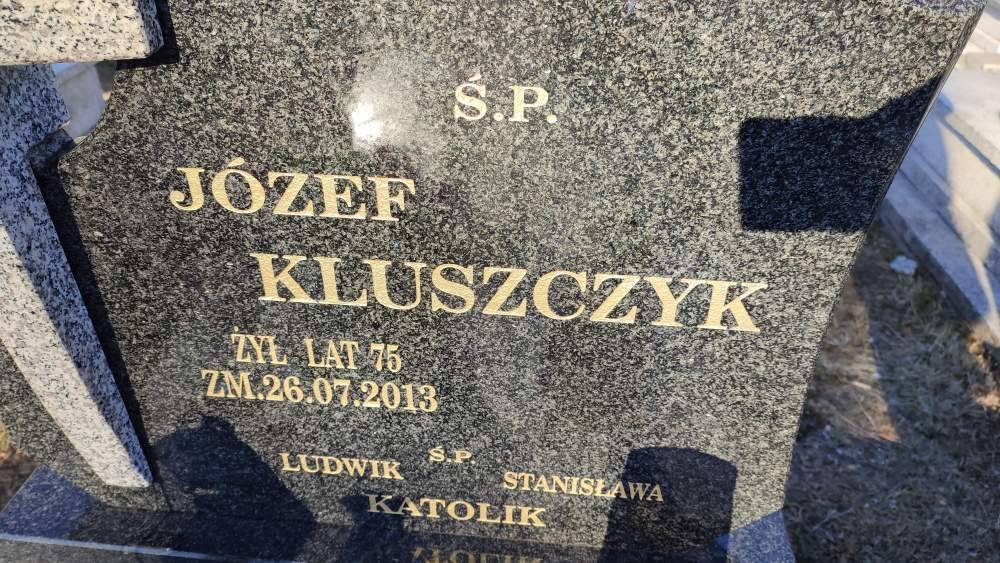 Ś.P.
JÓZEF
KLUSZCZYK
ŻYŁ LAT 75
ZM.26.07.2013
Ś.P.
LUDWIK STANISŁAWA
KATOLIK